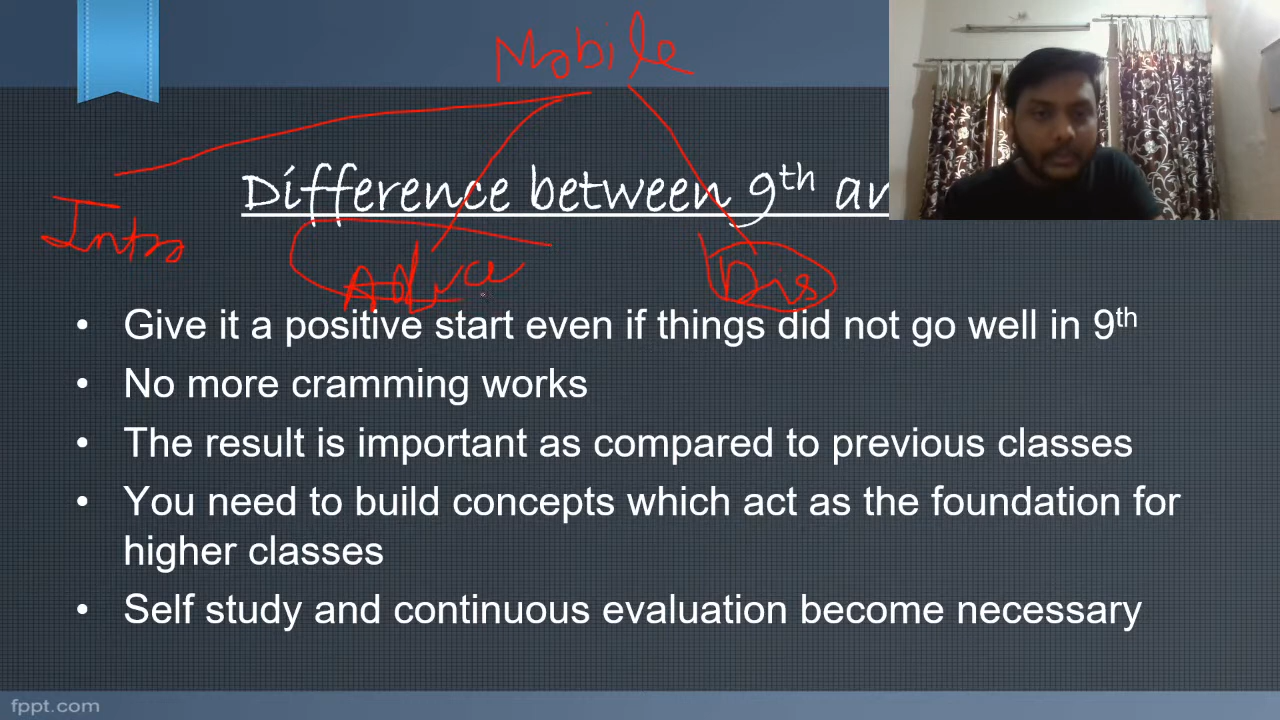 Mobile
Difference between 9th an
Intro
Dis
• Give it a positive start even if things did not go well in 9th
• No more cramming works
• The result is important as compared to previous classes
• You need to build concepts which act as the foundation for
higher classes
• Self study and continuous evaluation become necessary
fppt.com